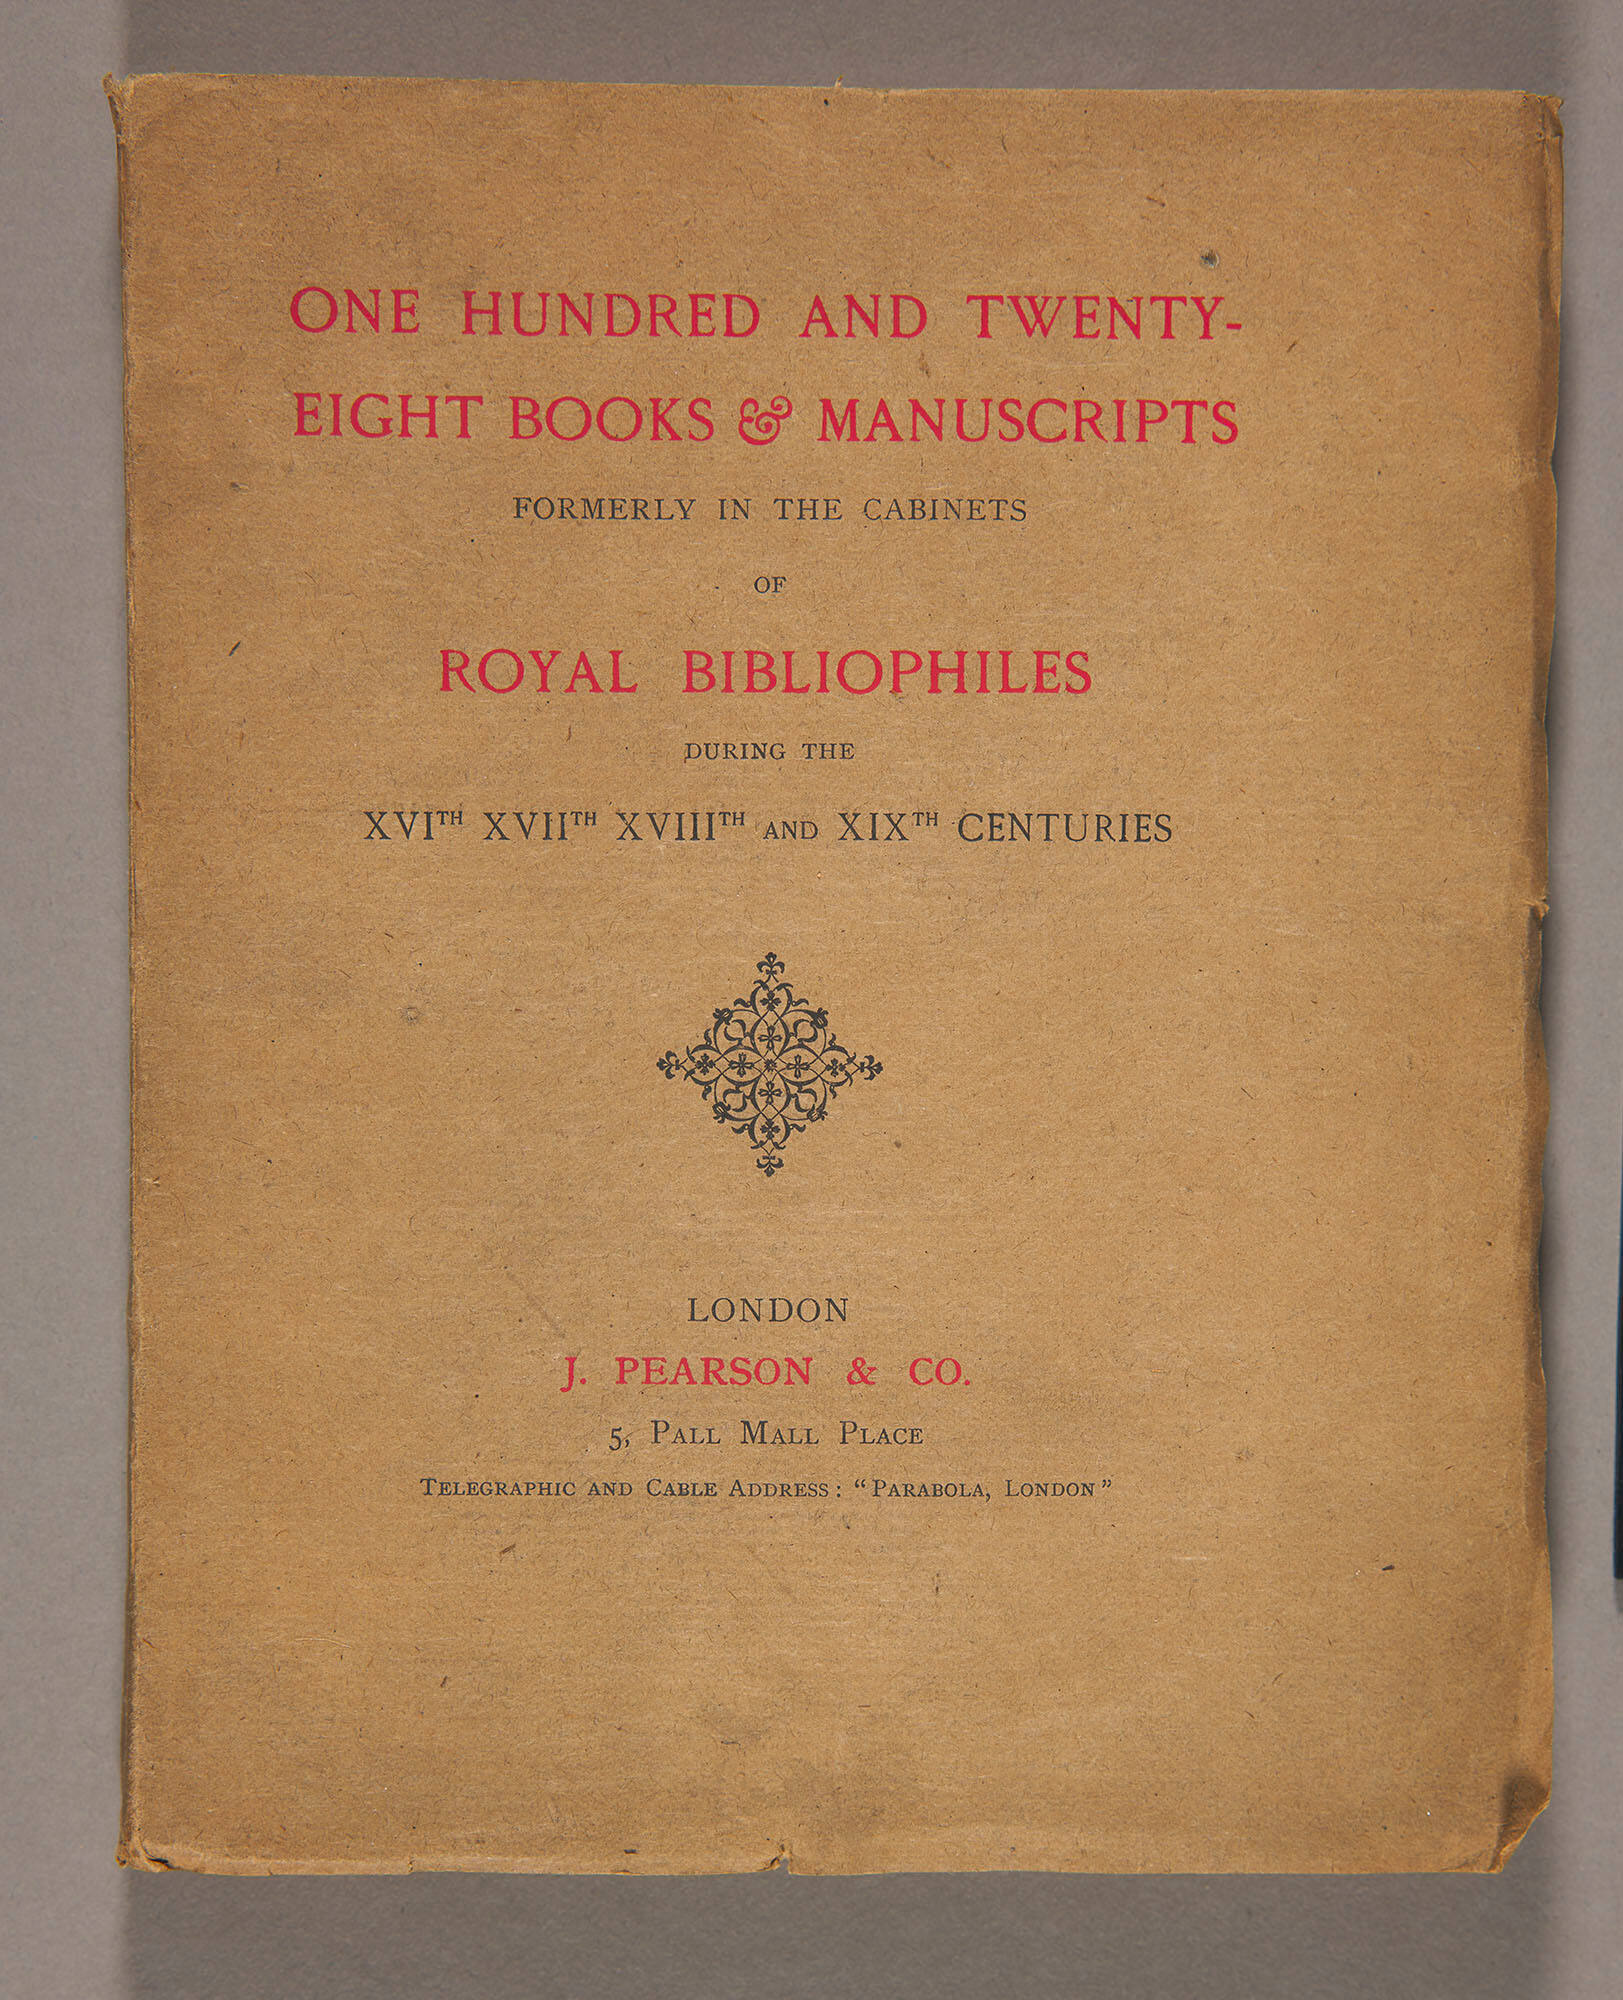 ONE HUNDRED AND TWENTY-
EIGHT BOOKS & MANUSCRIPTS
FORMERLY IN THE CABINETS
OF
ROYAL BIBLIOPHILES
DURING THE
XVITH XVIITH XVIIITH AND XIXTH CENTURIES
LONDON
J. PEARSON & CO.
5, PALL MALL PLACE
TELEGRAPHIC AND CABLE ADDRESS: "PARABOLA, LONDON"